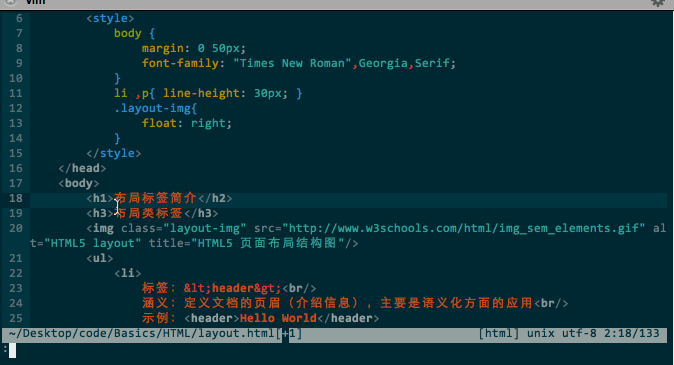 Vim
6 <style>
7 body {
8 margin: 0 50px;
9 font-family: "Times New Roman",Georgia,Serif;
10 }
11 li ,p{ line-height: 30px; }
12 .layout-img{
13 float: right;
14 }
15 </style>
16 </head>
17 <body>
18 <h1>布局标签简介</h2>
19 <h3>布局类标签</h3>
20 <img class="layout-img" src="http://www.w3schools.com/html/img_sem_elements.gif" al
t="HTML5 layout" title="HTML5 页面布局结构图"/>
21 <ul>
22 <li>
23 标签：&lt;header&gt;<br/>
24 涵义：定义文档的页眉（介绍信息），主要是语义化方面的应用<br/>
25 示例：<header>Hello World</header>
~/Desktop/code/Basics/HTML/layout.html[+1] [html] unix utf-8 2:18/133
: